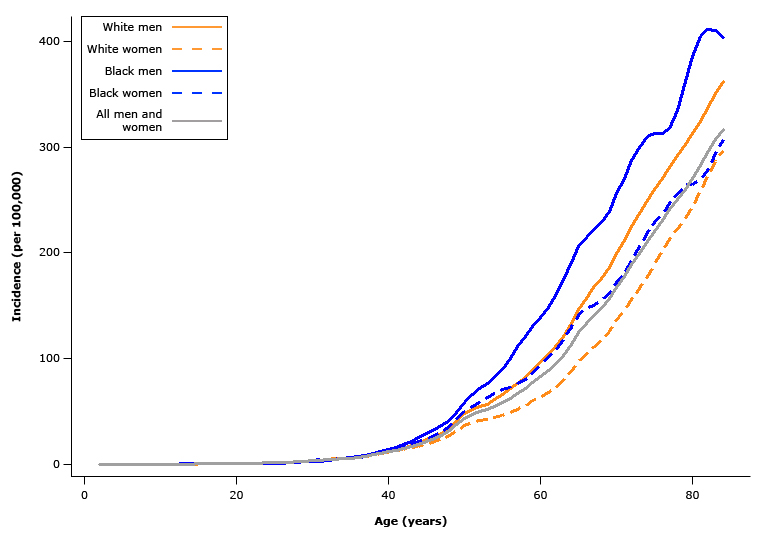 White men
White women
Black men
Black women
All men and
women
400
300
200
100
0
Incidence (per 100,000)
0 20 40 60 80
Age (years)